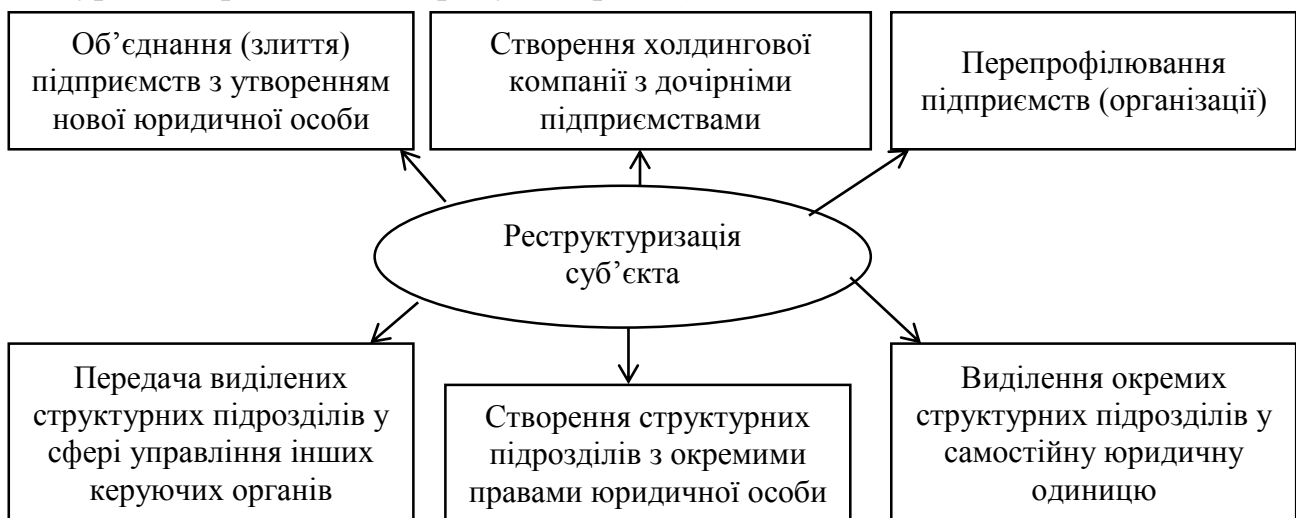 Об’єднання (злиття)
підприємств з утворенням
нової юридичної особи
Створення холдингової
компанії з дочірніми
підприємствами
Перепрофілювання
підприємств (організації)
Реструктуризація
суб’єкта
Передача виділених
структурних підрозділів у
сфері управління інших
керуючих органів
Створення структурних
підрозділів з окремими
правами юридичної особи
Виділення окремих
структурних підрозділів у
самостійну юридичну
одиницю